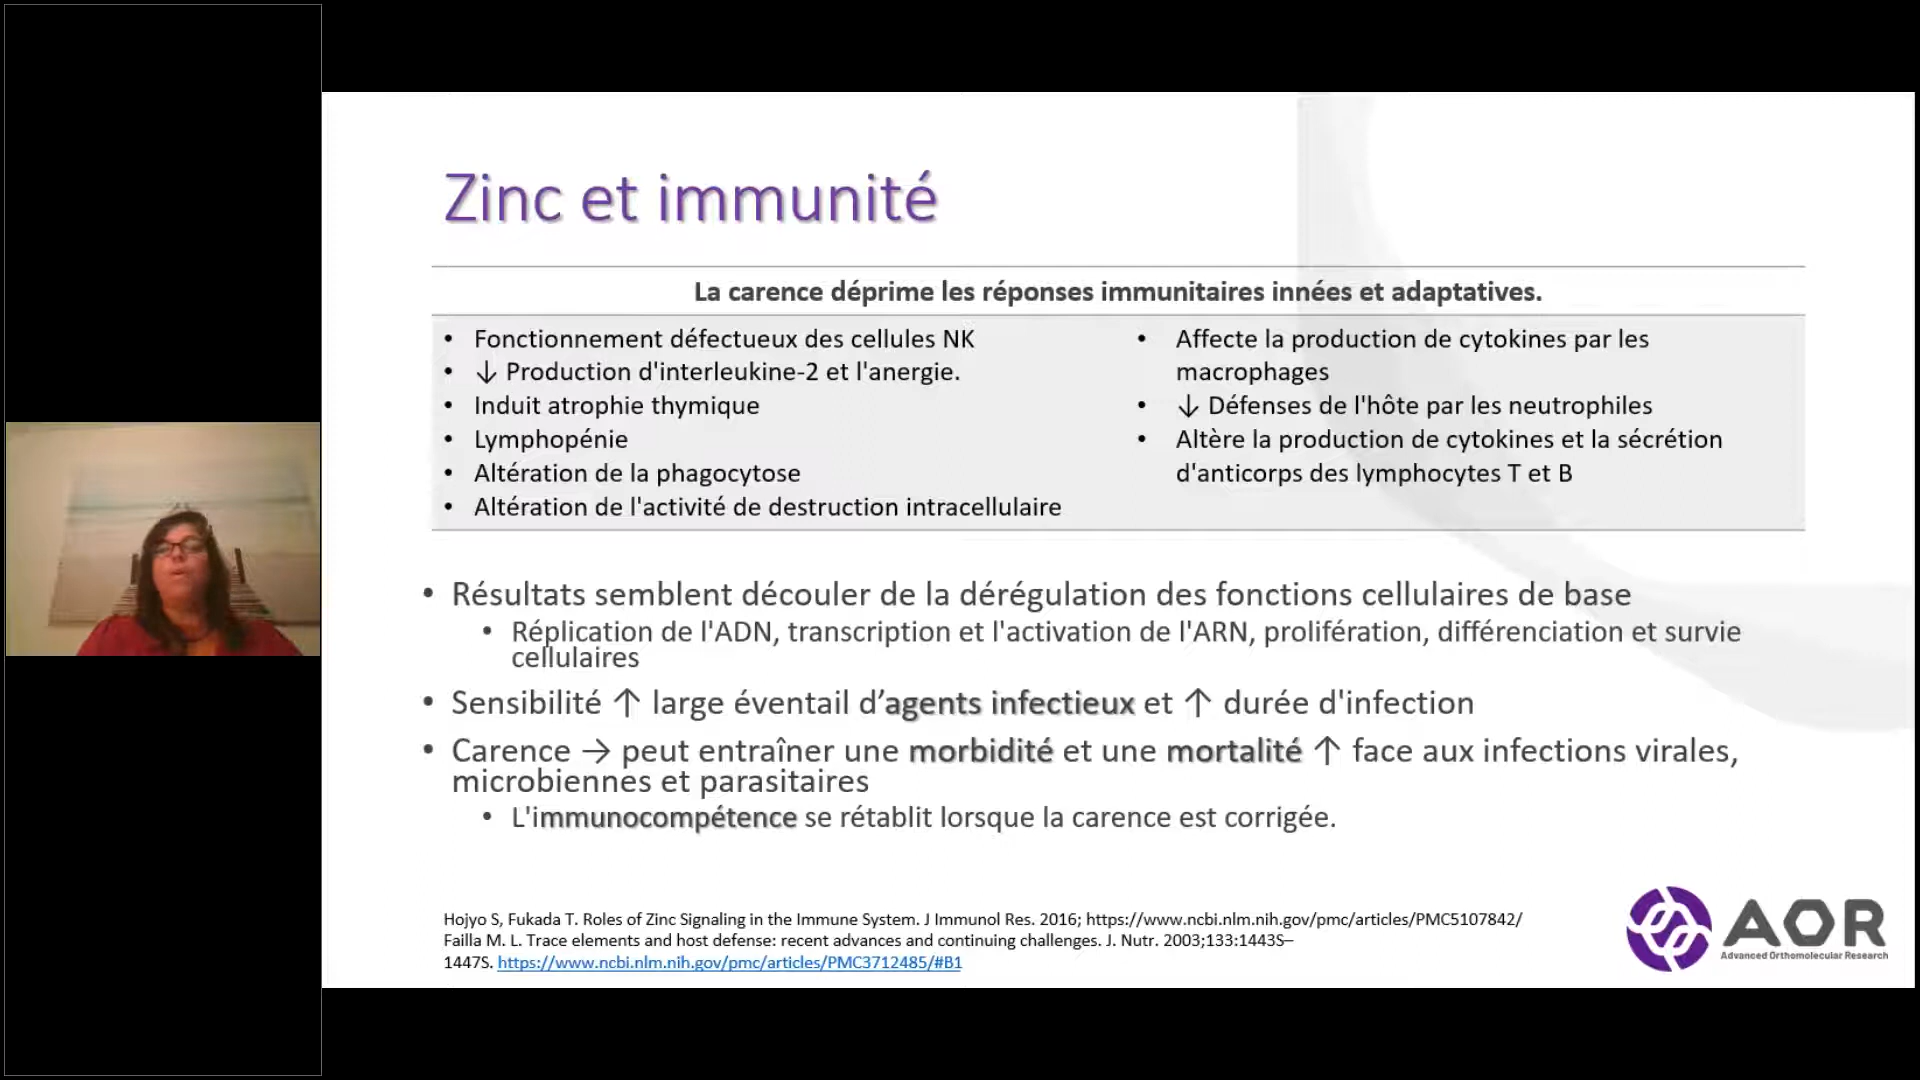 Zinc et immunité
La carence déprime les réponses immunitaires innées et adaptatives.
• Fonctionnement défectueux des cellules NK
• ↓ Production d'interleukine-2 et l'anergie.
• Induit atrophie thymique
• Lymphopénie
• Altération de la phagocytose
• Altération de l'activité de destruction intracellulaire
• Affecte la production de cytokines par les
macrophages
• ↓ Défenses de l'hôte par les neutrophiles
• Altère la production de cytokines et la sécrétion
d'anticorps des lymphocytes T et B
• Résultats semblent découler de la dérégulation des fonctions cellulaires de base
• Réplication de l'ADN, transcription et l'activation de l'ARN, prolifération, différenciation et survie
cellulaires
• Sensibilité ↑ large éventail d’agents infectieux et ↑ durée d'infection
• Carence → peut entraîner une morbidité et une mortalité ↑ face aux infections virales,
microbiennes et parasitaires
• L'immunocompétence se rétablit lorsque la carence est corrigée.
Hojyo S, Fukada T. Roles of Zinc Signaling in the Immune System. J Immunol Res. 2016; https://www.ncbi.nlm.nih.gov/pmc/articles/PMC5107842/
Failla M. L. Trace elements and host defense: recent advances and continuing challenges. J. Nutr. 2003;133:1443S–
1447S. https://www.ncbi.nlm.nih.gov/pmc/articles/PMC3712485/#B1
AOR
Advanced Orthomolecular Research